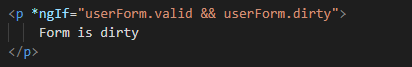 <p *ngIf="userForm.valid && userForm.dirty">
Form is dirty
</p>